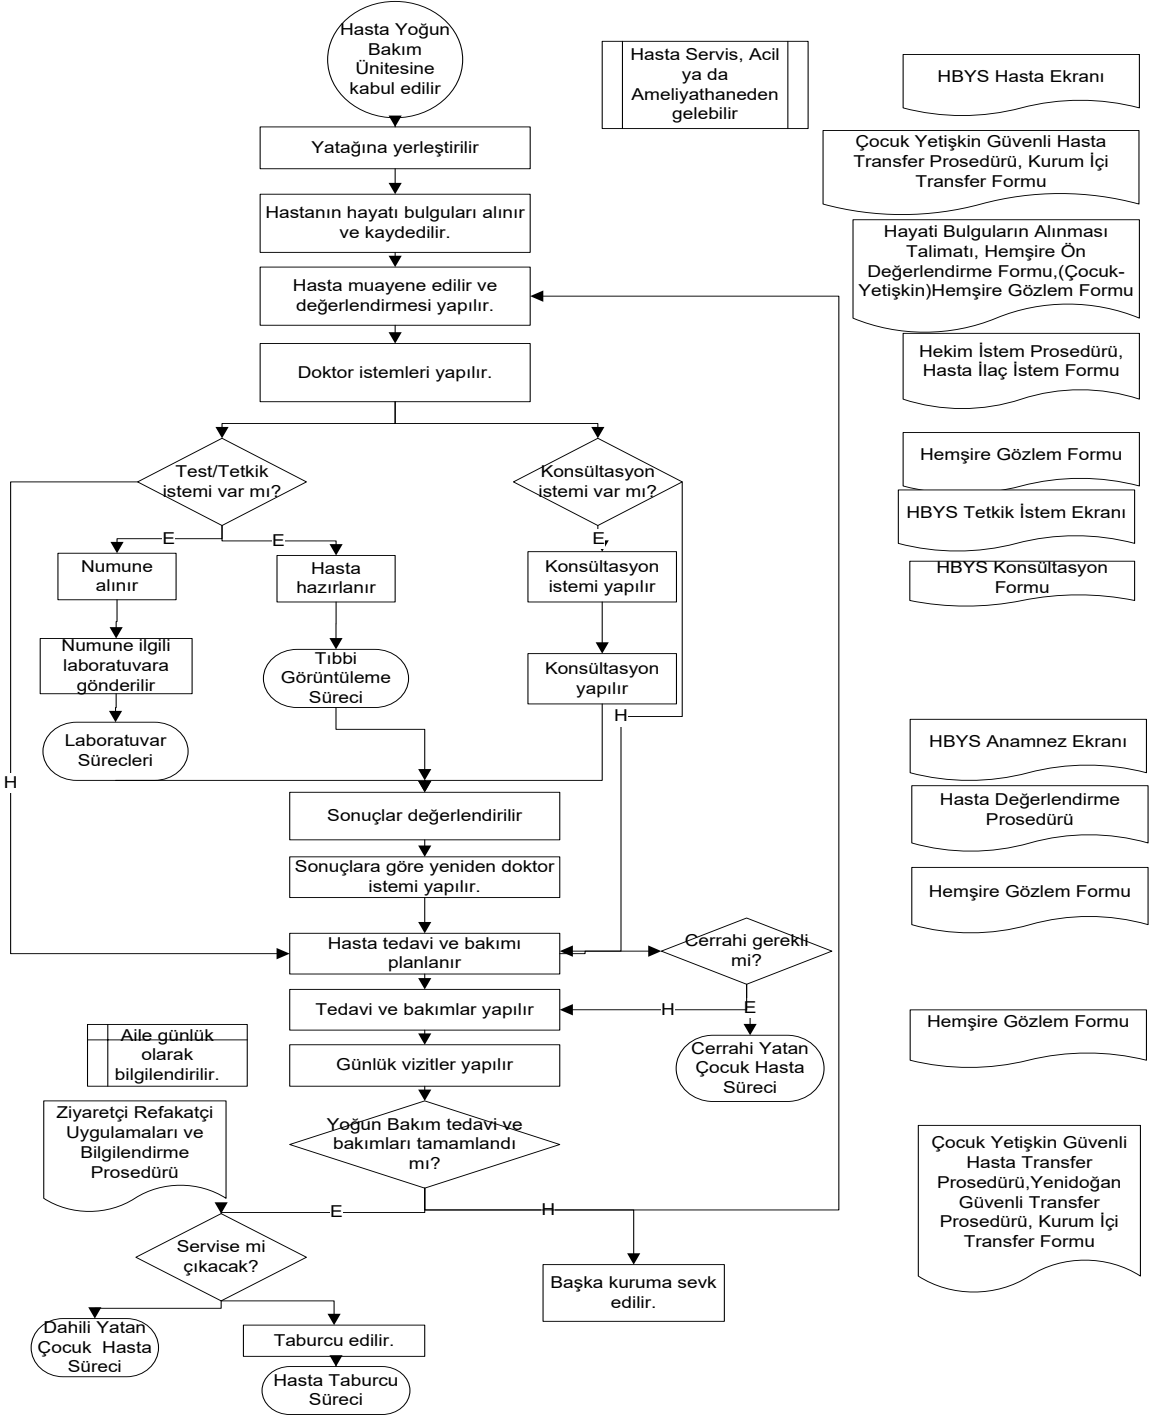 Hasta Yoğun
Bakım
Ünitesine
kabul edilir
Hasta Servis, Acil
ya da
Ameliyathaneden
gelebilir
HBYS Hasta Ekranı
Yatağına yerleştirilir
Çocuk Yetişkin Güvenli Hasta
Transfer Prosedürü, Kurum İçi
Transfer Formu
Hastanın hayatı bulguları alınır
ve kaydedilir.
Hayati Bulguların Alınması
Talimatı, Hemşire Ön
Değerlendirme Formu,(Çocuk-
Yetişkin)Hemşire Gözlem Formu
Hasta muayene edilir ve
değerlendirmesi yapılır.
Doktor istemleri yapılır.
Hekim İstem Prosedürü,
Hasta İlaç İstem Formu
Test/Tetkik
istemi var mı?
Konsültasyon
istemi var mı?
Hemşire Gözlem Formu
HBYS Tetkik İstem Ekranı
E
E
E
Numune
alınır
Hasta
hazırlanır
Konsültasyon
istemi yapılır
HBYS Konsültasyon
Formu
Numune ilgili
laboratuvara
gönderilir
Tıbbi
Görüntüleme
Süreci
Konsültasyon
yapılır
H
Laboratuvar
Sürecleri
HBYS Anamnez Ekranı
H
Sonuçlar değerlendirilir
Hasta Değerlendirme
Prosedürü
Sonuçlara göre yeniden doktor
istemi yapılır.
Hemşire Gözlem Formu
Hasta tedavi ve bakımı
planlanır
Cerrahi gerekli
mi?
Tedavi ve bakımlar yapılır
H
E
Hemşire Gözlem Formu
Aile günlük
olarak
bilgilendirilir.
Günlük vizitler yapılır
Cerrahi Yatan
Çocuk Hasta
Süreci
Ziyaretçi Refakatçi
Uygulamaları ve
Bilgilendirme
Prosedürü
Yoğun Bakım tedavi ve
bakımları tamamlandı
mı?
Çocuk Yetişkin Güvenli
Hasta Transfer
Prosedürü,Yenidoğan
Güvenli Transfer
Prosedürü, Kurum İçi
Transfer Formu
E
H
Servise mi
çıkacak?
Başka kuruma sevk
edilir.
Dahili Yatan
Çocuk Hasta
Süreci
Taburcu edilir.
Hasta Taburcu
Süreci